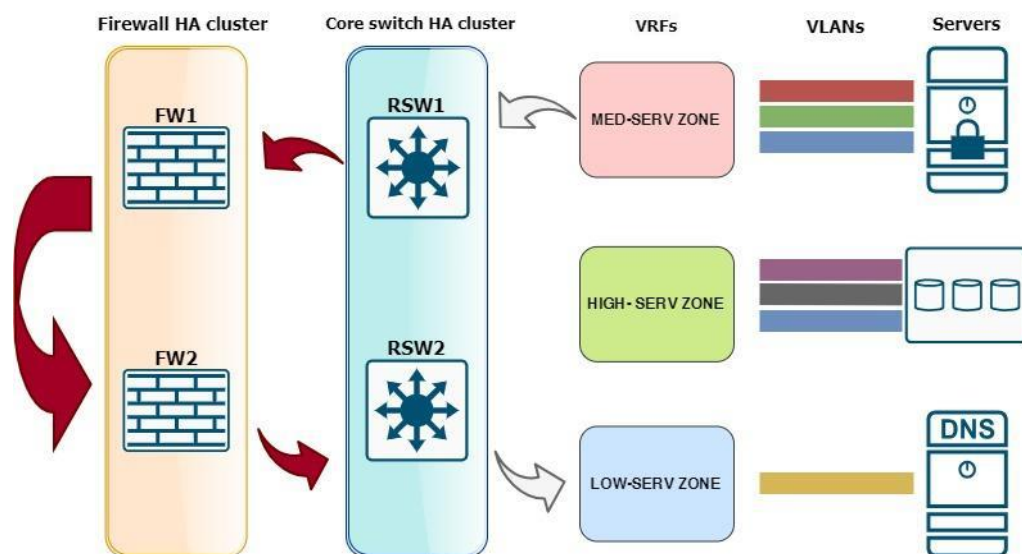 Firewall HA cluster
Core switch HA cluster
VRFs
VLANs
Servers
FW1
RSW1
MED-SERV ZONE
HIGH- SERV ZONE
FW2
RSW2
LOW-SERV ZONE
DNS